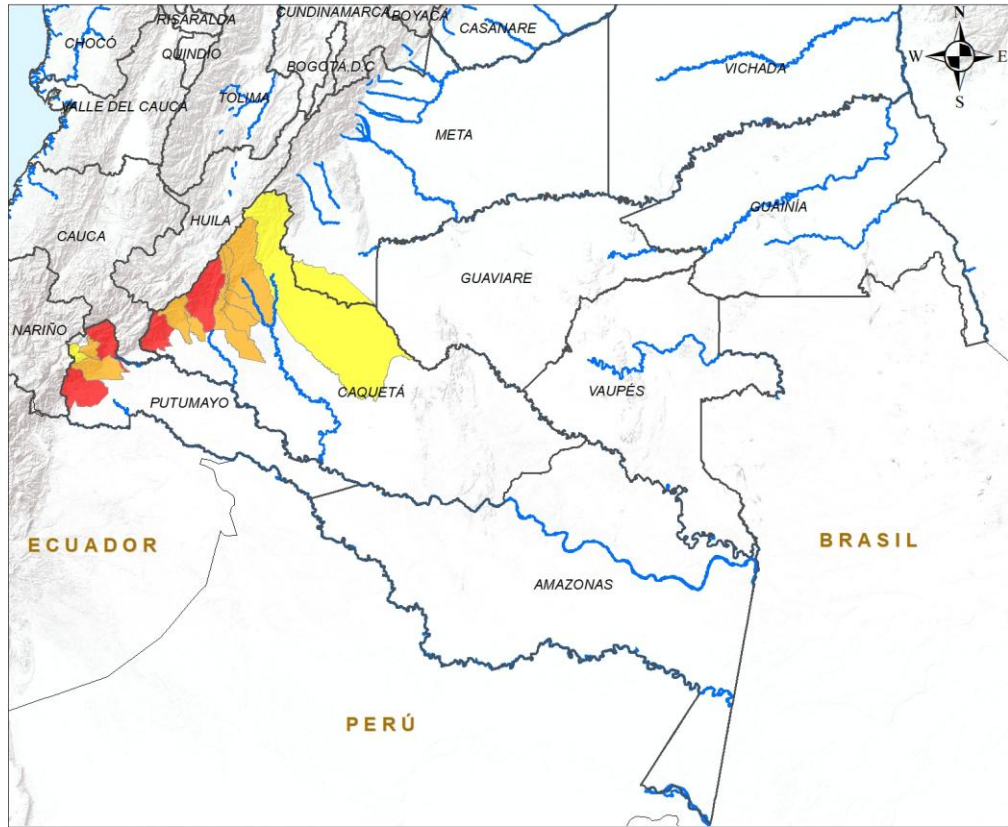 CUNDINAMARCA
BOYACÁ
RISARALDA
CASANARE
N
CHOCÓ
QUINDIO
BOGOTÁ D.C
W
E
VICHADA
S
VALLE DEL CAUCA
TOLIMA
META
GUAINÍA
HUILA
CAUCA
GUAVIARE
NARIÑO
CAQUETÁ
VAUPÉS
PUTUMAYO
ECUADOR
BRASIL
AMAZONAS
PERÚ